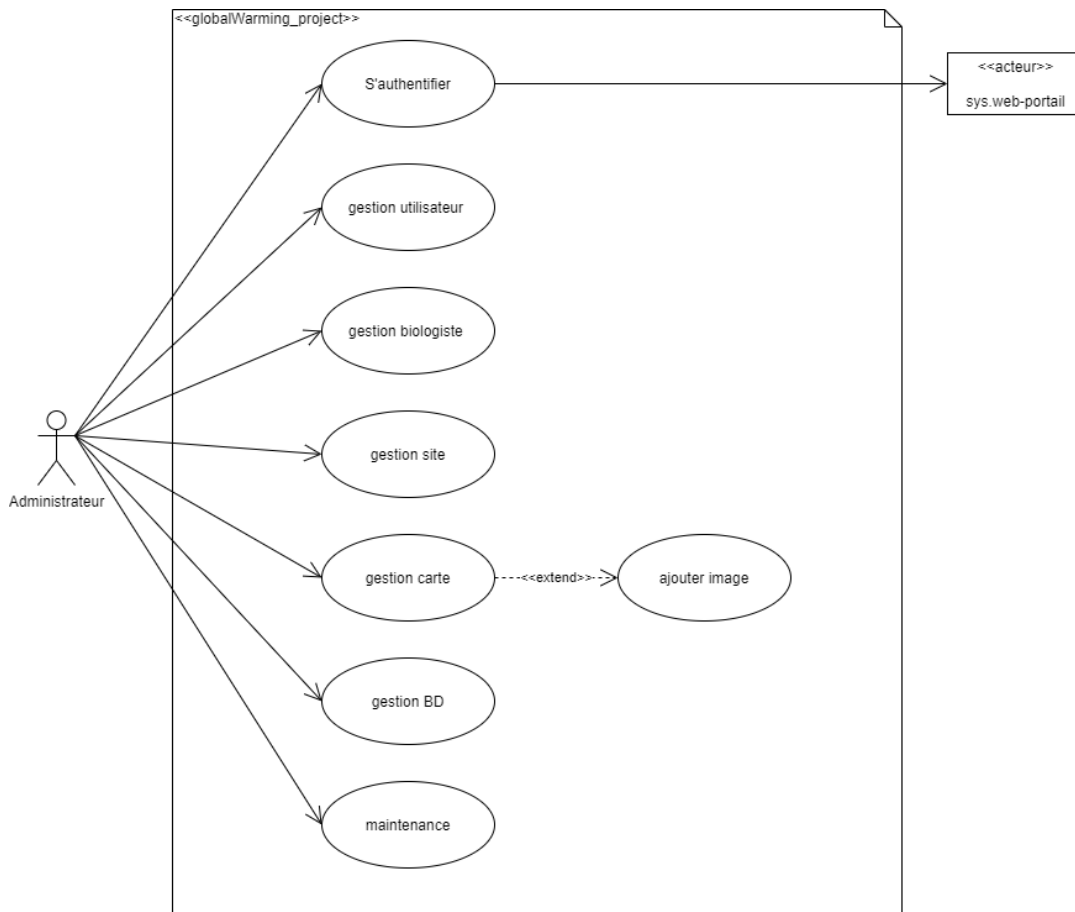 <<globalWarming_project>>
S'authentifier
<<acteur>>
sys.web-portail
gestion utilisateur
gestion biologiste
gestion site
Administrateur
gestion carte
<<extend>>
ajouter image
gestion BD
maintenance